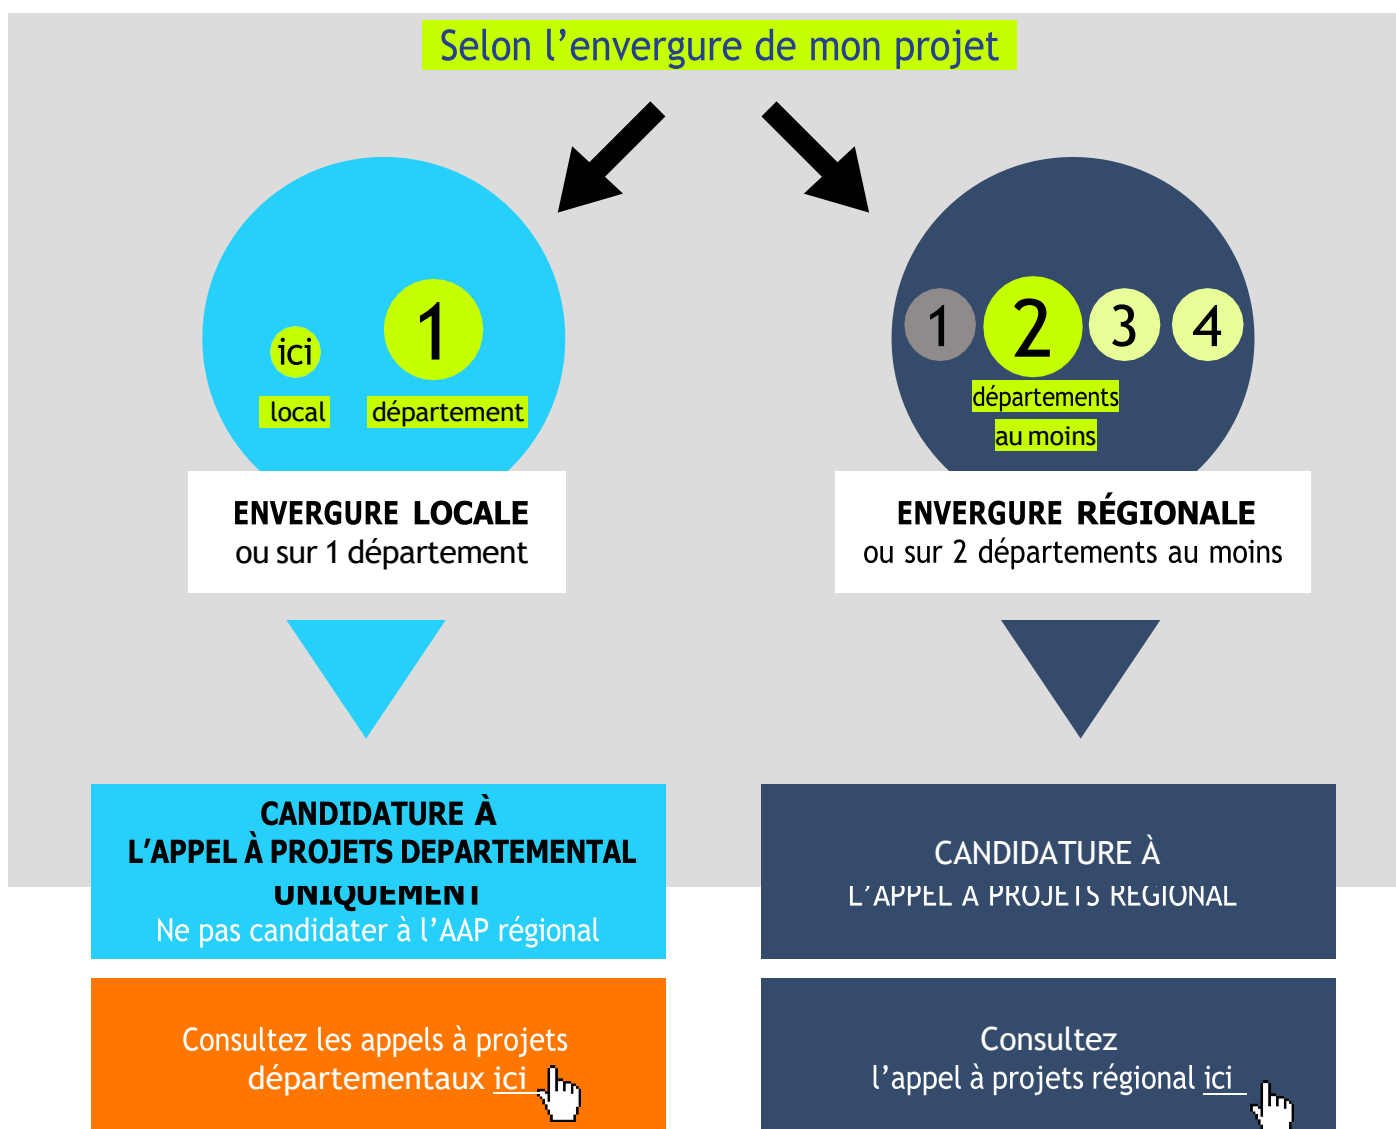 Selon l’envergure de mon projet
ici
1
local
département
1
2
3
4
départements
au moins
ENVERGURE LOCALE
ou sur 1 département
ENVERGURE RÉGIONALE
ou sur 2 départements au moins
CANDIDATURE À
L’APPEL À PROJETS DEPARTEMENTAL
UNIQUEMENT
Ne pas candidater à l’AAP régional
CANDIDATURE À
L’APPEL A PROJETS REGIONAL
Consultez les appels à projets
départementaux ici
Consultez
l’appel à projets régional ici